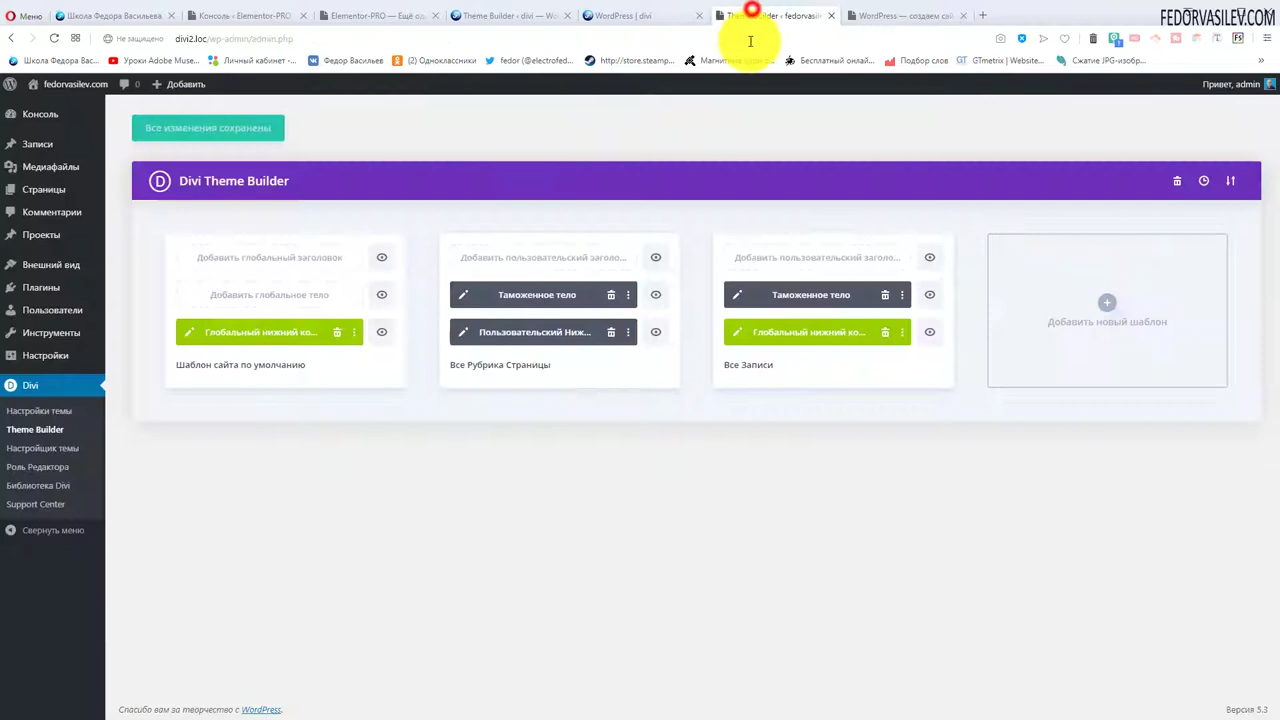 Меню
Школа Федора Васильева.
Консоль ‹ Elementor-PRO —
Elementor-PRO — Ещё од
Theme Builder ‹ divi — Wo
WordPress | divi
Builder ‹ fedorvasile
WordPress — создаем сай
FEDORVASILEV.COM
Не защищено
divi2.loc/wp-admin/admin.php
Школа Федора Васил...
Уроки Adobe Muse...
Личный кабинет -...
Федор Васильев
(2) Одноклассники
fedor (@electrofed...
http://store.steamp...
Бесплатный онлай...
Подбор слов
GTmetrix | Website...
Сжатие JPG-изобр...
fedorvasilev.com
0
Добавить
Привет, admin
Консоль
Записи
Медиафайлы
Страницы
Комментарии
Проекты
Внешний вид
Плагины
Пользователи
Инструменты
Настройки
Divi
Настройки темы
Theme Builder
Настройщик темы
Роль Редактора
Библиотека Divi
Support Center
Свернуть меню
Все изменения сохранены
Divi Theme Builder
Добавить глобальный заголовок
Добавить глобальное тело
Глобальный нижний ко...
Шаблон сайта по умолчанию
Добавить пользовательский заголо...
Таможенное тело
Пользовательский Ниж...
Все Рубрика Страницы
Добавить пользовательский заголо...
Таможенное тело
Глобальный нижний ко...
Все Записи
Добавить новый шаблон
Спасибо вам за творчество с WordPress.
Версия 5.3